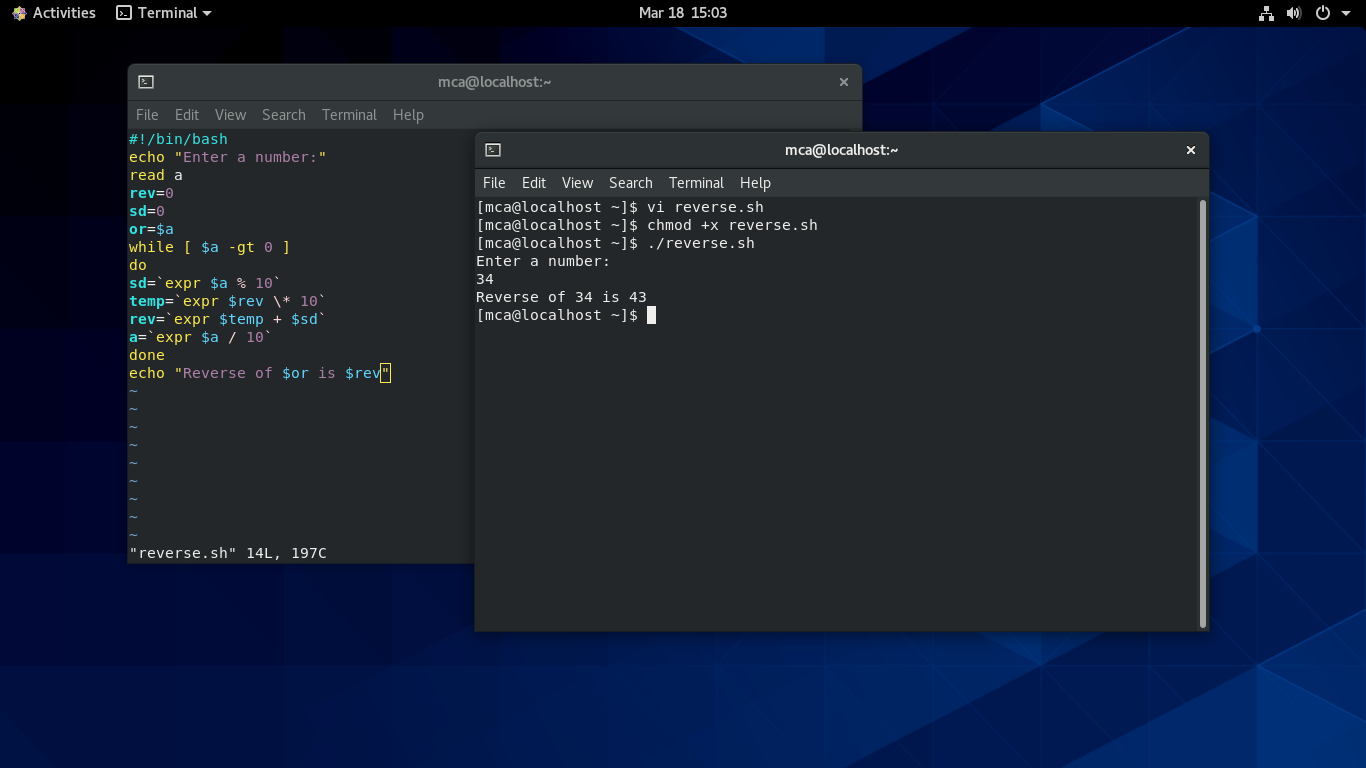 Activities Terminal Mar 18 15:03
mca@localhost:~
File Edit View Search Terminal Help
#!/bin/bash
echo "Enter a number:"
read a
rev=0
sd=0
or=$a
while [ $a -gt 0 ]
do
sd=`expr $a % 10`
temp=`expr $rev \* 10`
rev=`expr $temp + $sd`
a=`expr $a / 10`
done
echo "Reverse of $or is $rev"
~
~
~
~
~
~
~
~
~
"reverse.sh" 14L, 197C
mca@localhost:~
File Edit View Search Terminal Help
[mca@localhost ~]$ vi reverse.sh
[mca@localhost ~]$ chmod +x reverse.sh
[mca@localhost ~]$ ./reverse.sh
Enter a number:
34
Reverse of 34 is 43
[mca@localhost ~]$